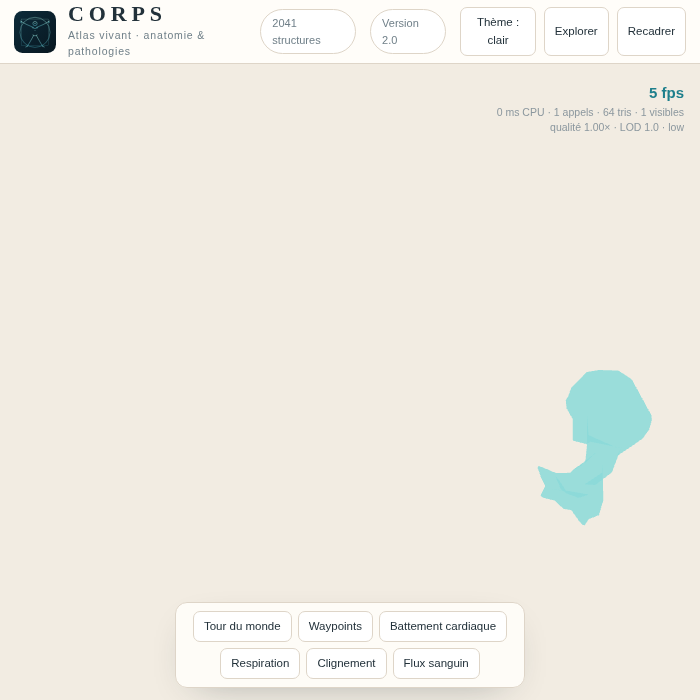 CORPS
Atlas vivant · anatomie &
pathologies
2041
structures
Version
2.0
Thème :
clair
Explorer
Recadrer
5 fps
0 ms CPU · 1 appels · 64 tris · 1 visibles
qualité 1.00× · LOD 1.0 · low
Tour du monde
Waypoints
Battement cardiaque
Respiration
Clignement
Flux sanguin